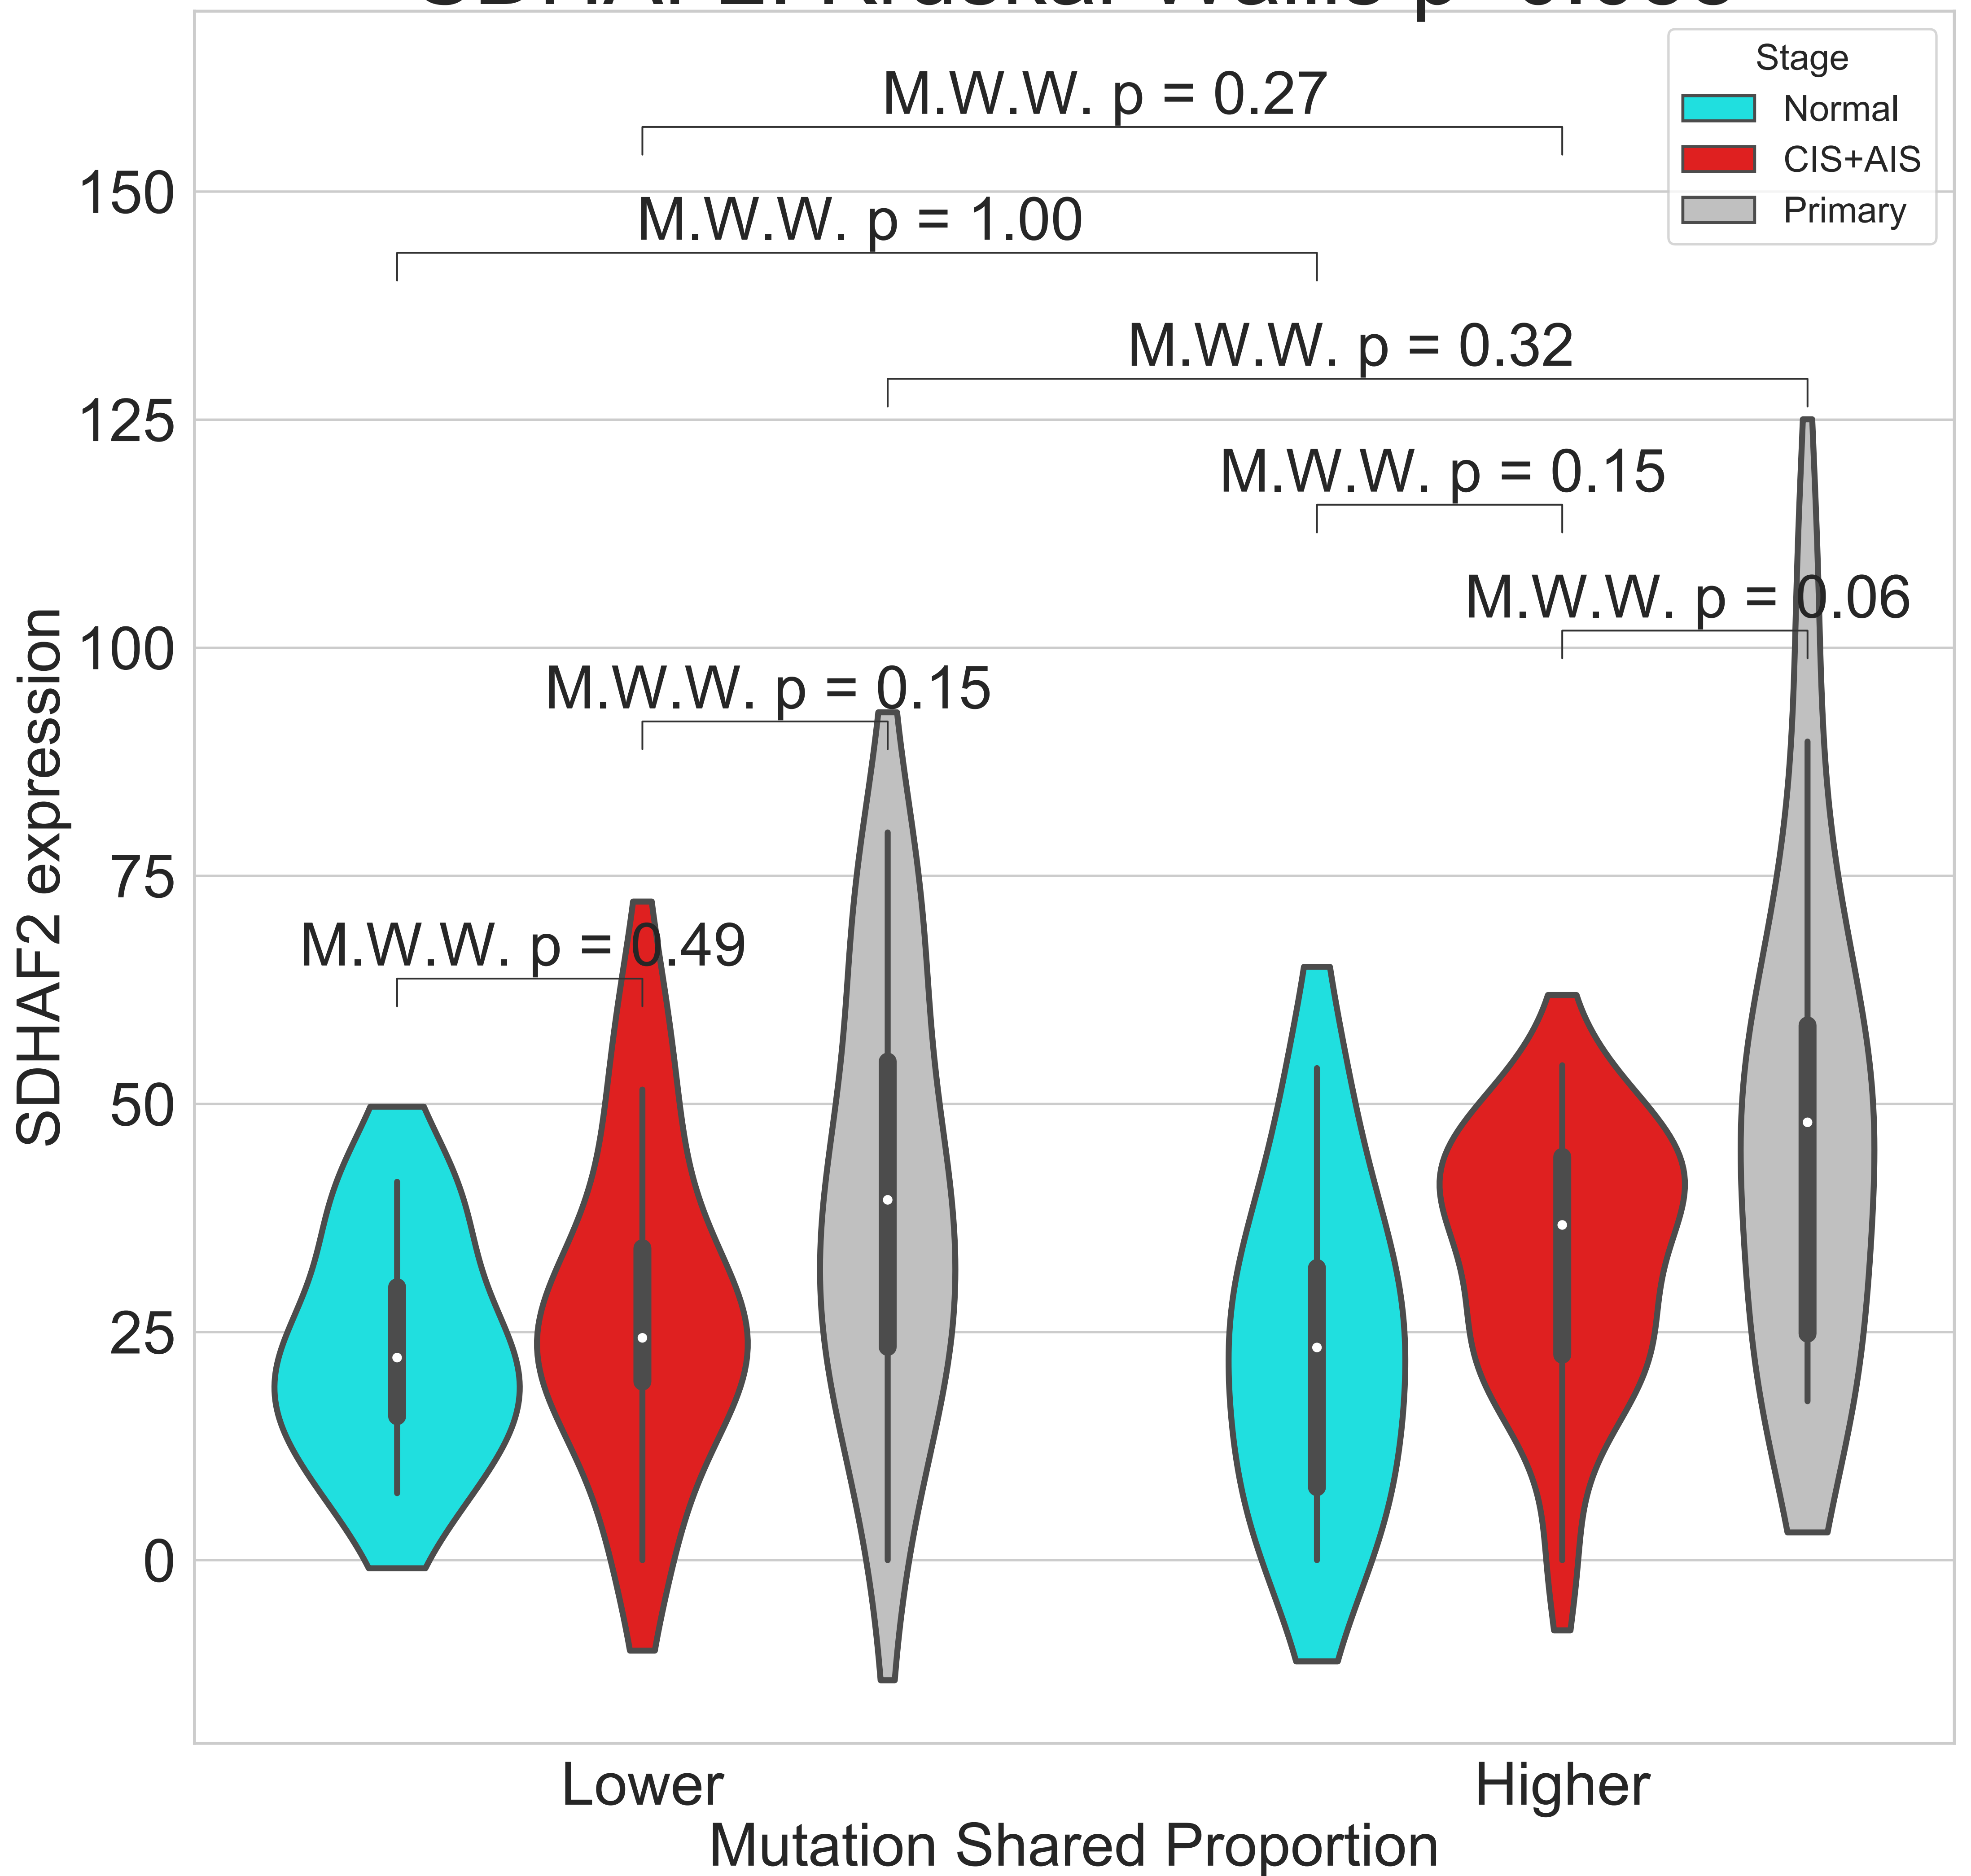 Stage
Normal
CIS+AIS
Primary
M.W.W. p = 0.27
M.W.W. p = 1.00
M.W.W. p = 0.32
M.W.W. p = 0.15
M.W.W. p = 0.06
M.W.W. p = 0.15
M.W.W. p = 0.49
150
125
100
75
50
25
0
SDHAF2 expression
Lower
Higher
Mutation Shared Proportion